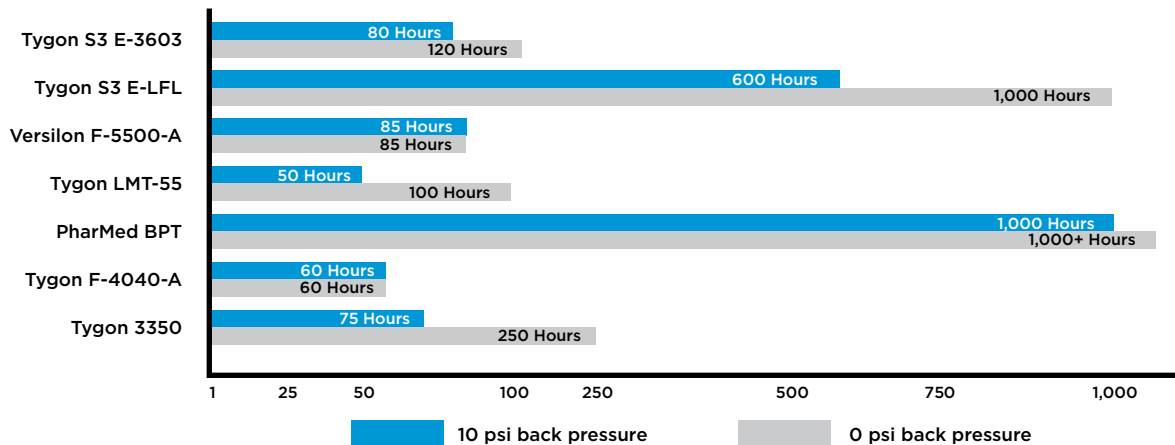 Tygon S3 E-3603
80 Hours
120 Hours
Tygon S3 E-LFL
600 Hours
1,000 Hours
Versilon F-5500-A
85 Hours
85 Hours
Tygon LMT-55
50 Hours
100 Hours
PharMed BPT
1,000 Hours
1,000+ Hours
Tygon F-4040-A
60 Hours
60 Hours
Tygon 3350
75 Hours
250 Hours
1 25 50 100 250 500 750 1,000
10 psi back pressure 0 psi back pressure